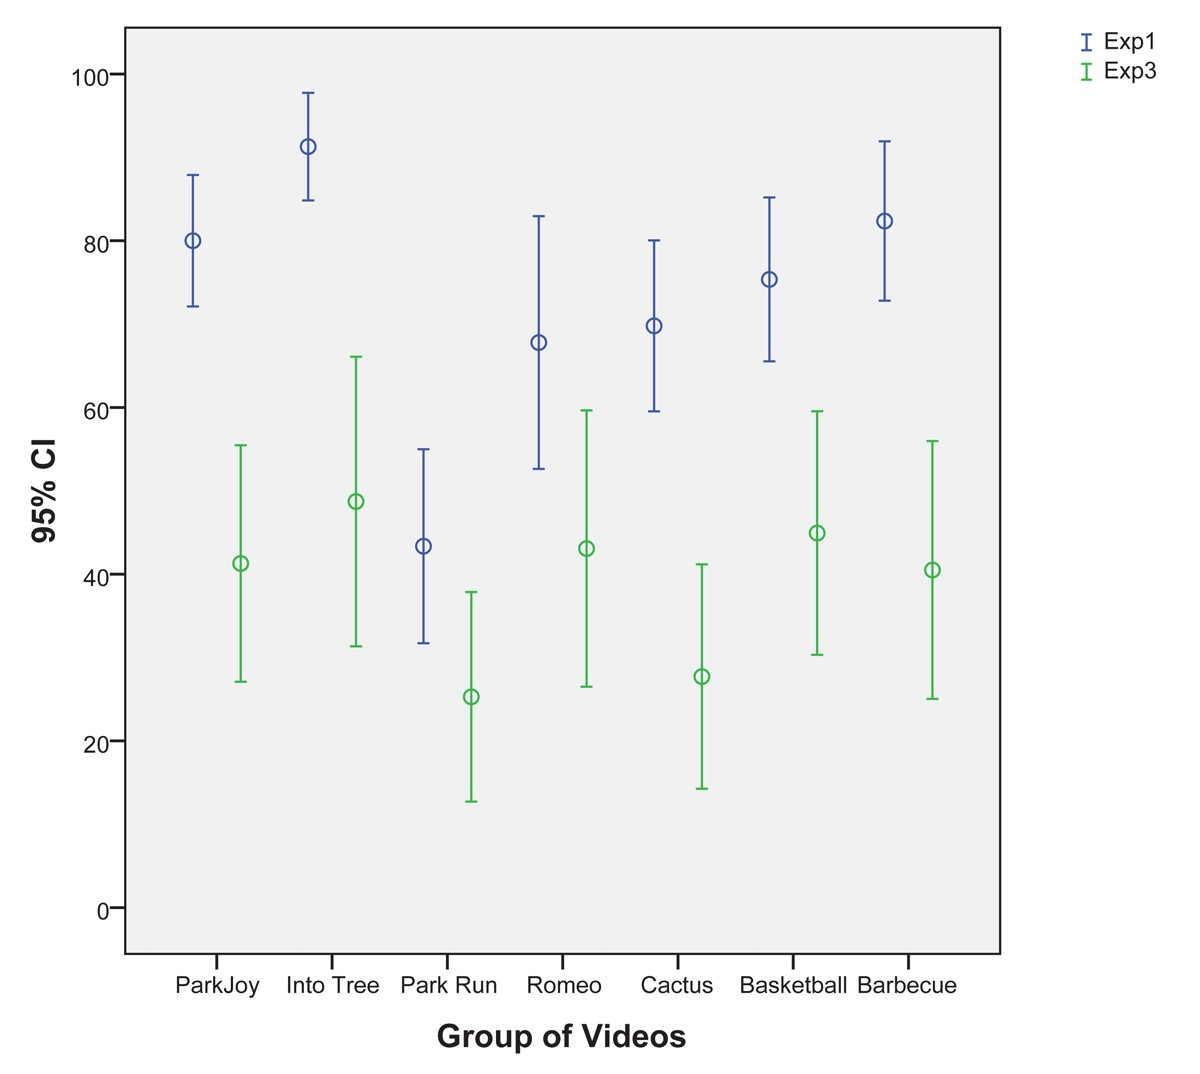 Exp1
Exp3
100
80
60
40
20
0
95% CI
ParkJoy Into Tree Park Run Romeo Cactus Basketball Barbecue
Group of Videos